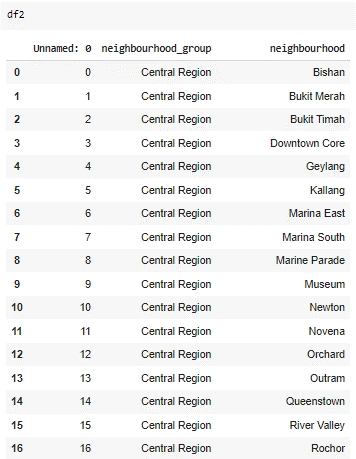 df2
Unnamed: 0 neighbourhood_group neighbourhood
0 0 Central Region Bishan
1 1 Central Region Bukit Merah
2 2 Central Region Bukit Timah
3 3 Central Region Downtown Core
4 4 Central Region Geylang
5 5 Central Region Kallang
6 6 Central Region Marina East
7 7 Central Region Marina South
8 8 Central Region Marine Parade
9 9 Central Region Museum
10 10 Central Region Newton
11 11 Central Region Novena
12 12 Central Region Orchard
13 13 Central Region Outram
14 14 Central Region Queenstown
15 15 Central Region River Valley
16 16 Central Region Rochor